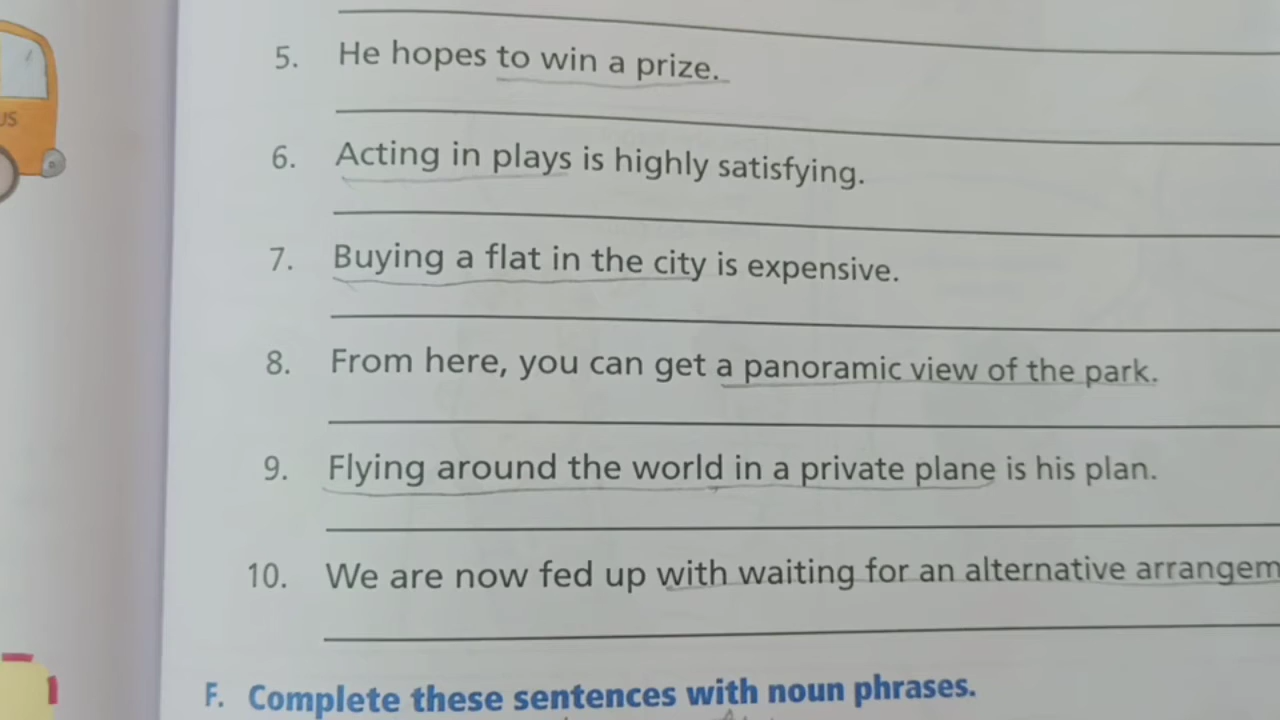 US
5. He hopes to win a prize.
6. Acting in plays is highly satisfying.
7. Buying a flat in the city is expensive.
8. From here, you can get a panoramic view of the park.
9. Flying around the world in a private plane is his plan.
10. We are now fed up with waiting for an alternative arrangem
F. Complete these sentences with noun phrases.